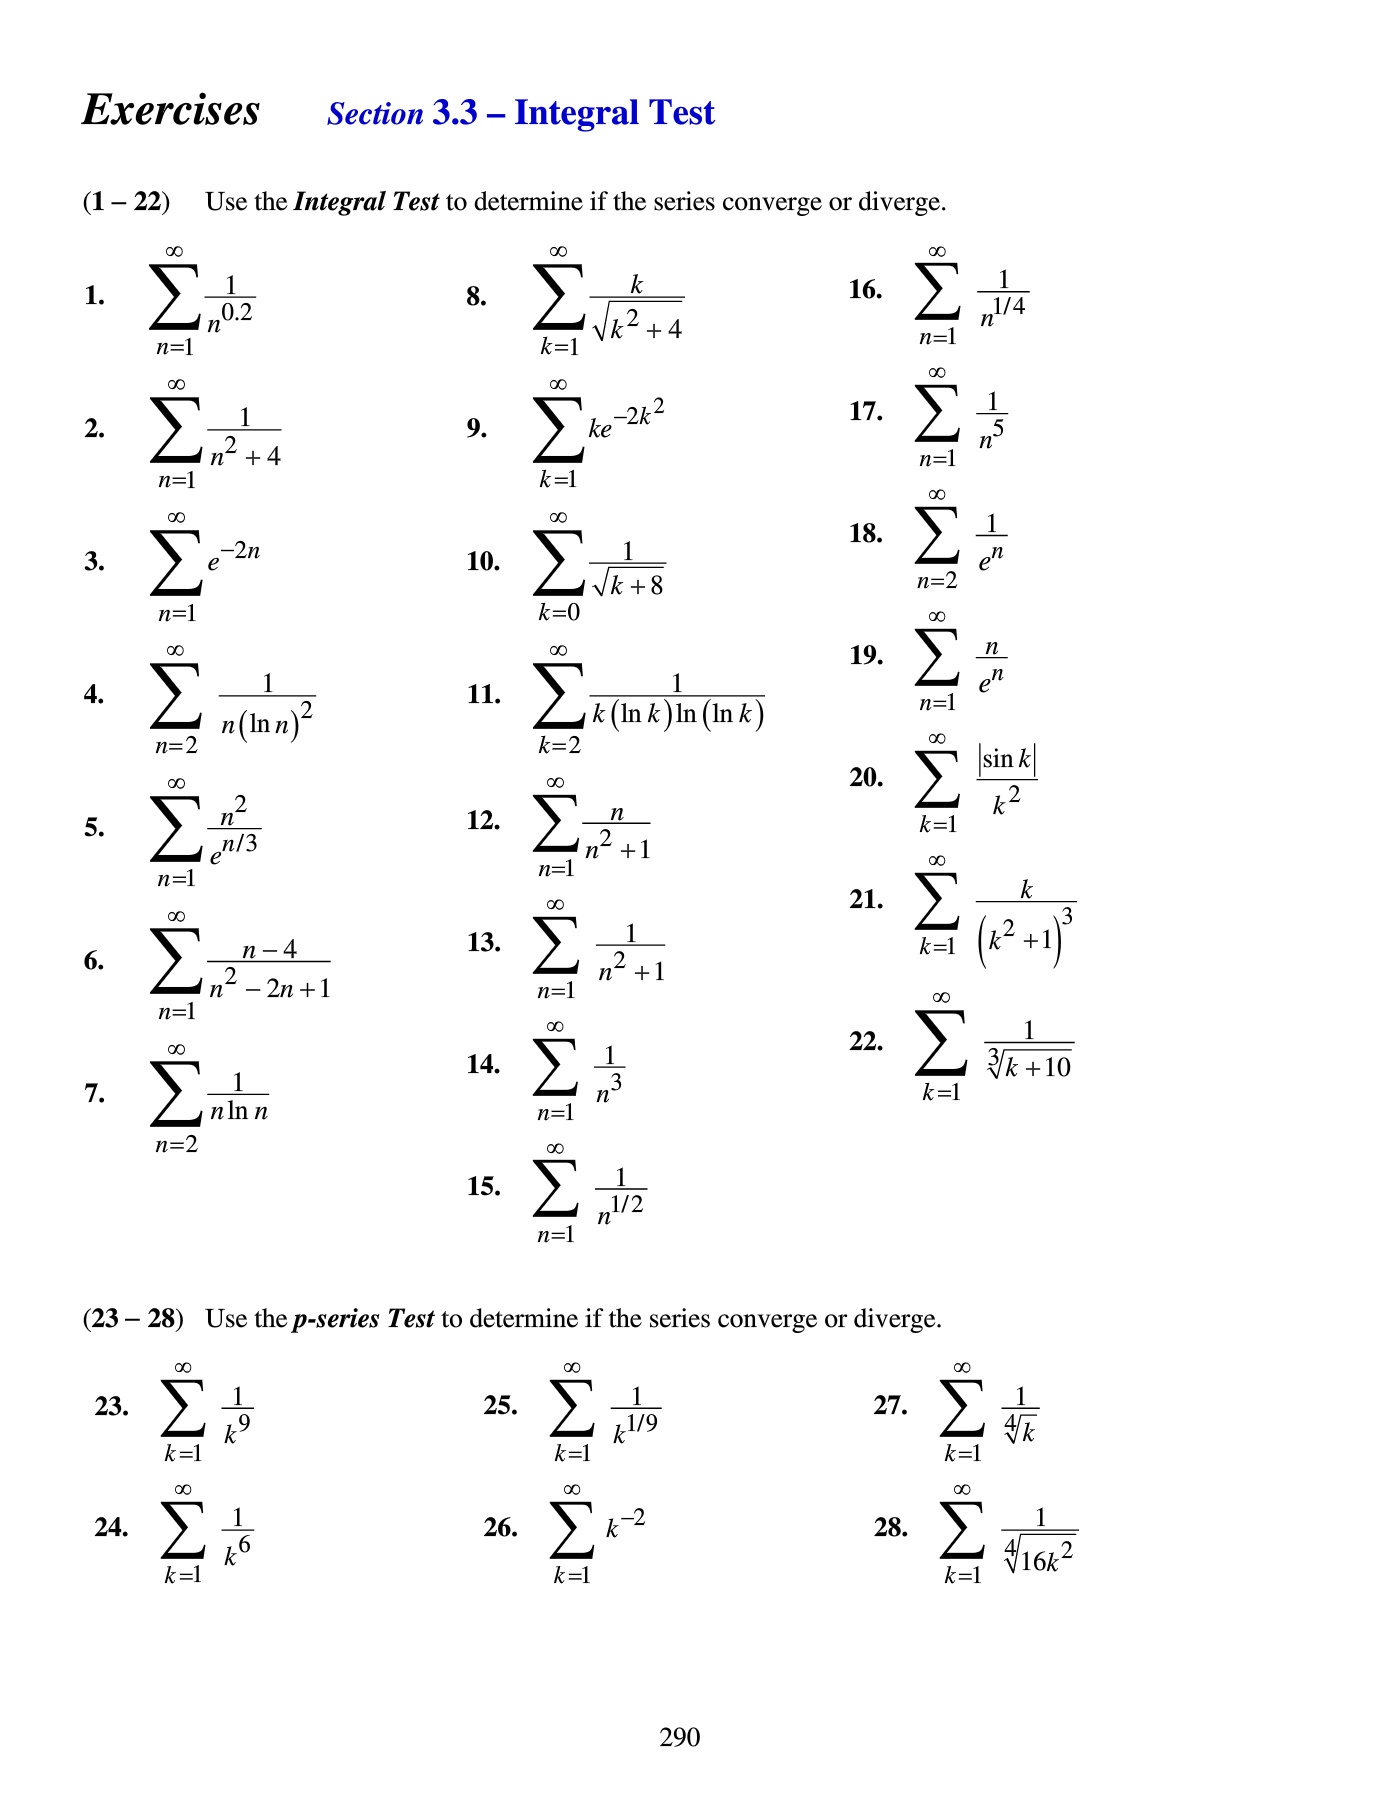 Exercises Section 3.3 – Integral Test
(1 – 22) Use the Integral Test to determine if the series converge or diverge.
1. $\sum_{n=1}^{\infty} \frac{1}{n^{0.2}}$
2. $\sum_{n=1}^{\infty} \frac{1}{n^2+4}$
3. $\sum_{n=1}^{\infty} e^{-2n}$
4. $\sum_{n=2}^{\infty} \frac{1}{n(\ln n)^2}$
5. $\sum_{n=1}^{\infty} \frac{n^2}{e^{n/3}}$
6. $\sum_{n=1}^{\infty} \frac{n-4}{n^2-2n+1}$
7. $\sum_{n=2}^{\infty} \frac{1}{n \ln n}$
8. $\sum_{k=1}^{\infty} \frac{k}{\sqrt{k^2+4}}$
9. $\sum_{k=1}^{\infty} ke^{-2k^2}$
10. $\sum_{k=0}^{\infty} \frac{1}{\sqrt{k+8}}$
11. $\sum_{k=2}^{\infty} \frac{1}{k(\ln k)\ln(\ln k)}$
12. $\sum_{n=1}^{\infty} \frac{n}{n^2+1}$
13. $\sum_{n=1}^{\infty} \frac{1}{n^2+1}$
14. $\sum_{n=1}^{\infty} \frac{1}{n^3}$
15. $\sum_{n=1}^{\infty} \frac{1}{n^{1/2}}$
16. $\sum_{n=1}^{\infty} \frac{1}{n^{1/4}}$
17. $\sum_{n=1}^{\infty} \frac{1}{n^5}$
18. $\sum_{n=2}^{\infty} \frac{1}{e^n}$
19. $\sum_{n=1}^{\infty} \frac{n}{e^n}$
20. $\sum_{k=1}^{\infty} \frac{|\sin k|}{k^2}$
21. $\sum_{k=1}^{\infty} \frac{k}{(k^2+1)^3}$
22. $\sum_{k=1}^{\infty} \frac{1}{\sqrt[3]{k+10}}$
(23 – 28) Use the p-series Test to determine if the series converge or diverge.
23. $\sum_{k=1}^{\infty} \frac{1}{k^9}$
24. $\sum_{k=1}^{\infty} \frac{1}{k^6}$
25. $\sum_{k=1}^{\infty} \frac{1}{k^{1/9}}$
26. $\sum_{k=1}^{\infty} k^{-2}$
27. $\sum_{k=1}^{\infty} \frac{1}{\sqrt[4]{k}}$
28. $\sum_{k=1}^{\infty} \frac{1}{\sqrt[4]{16k^2}}$
290